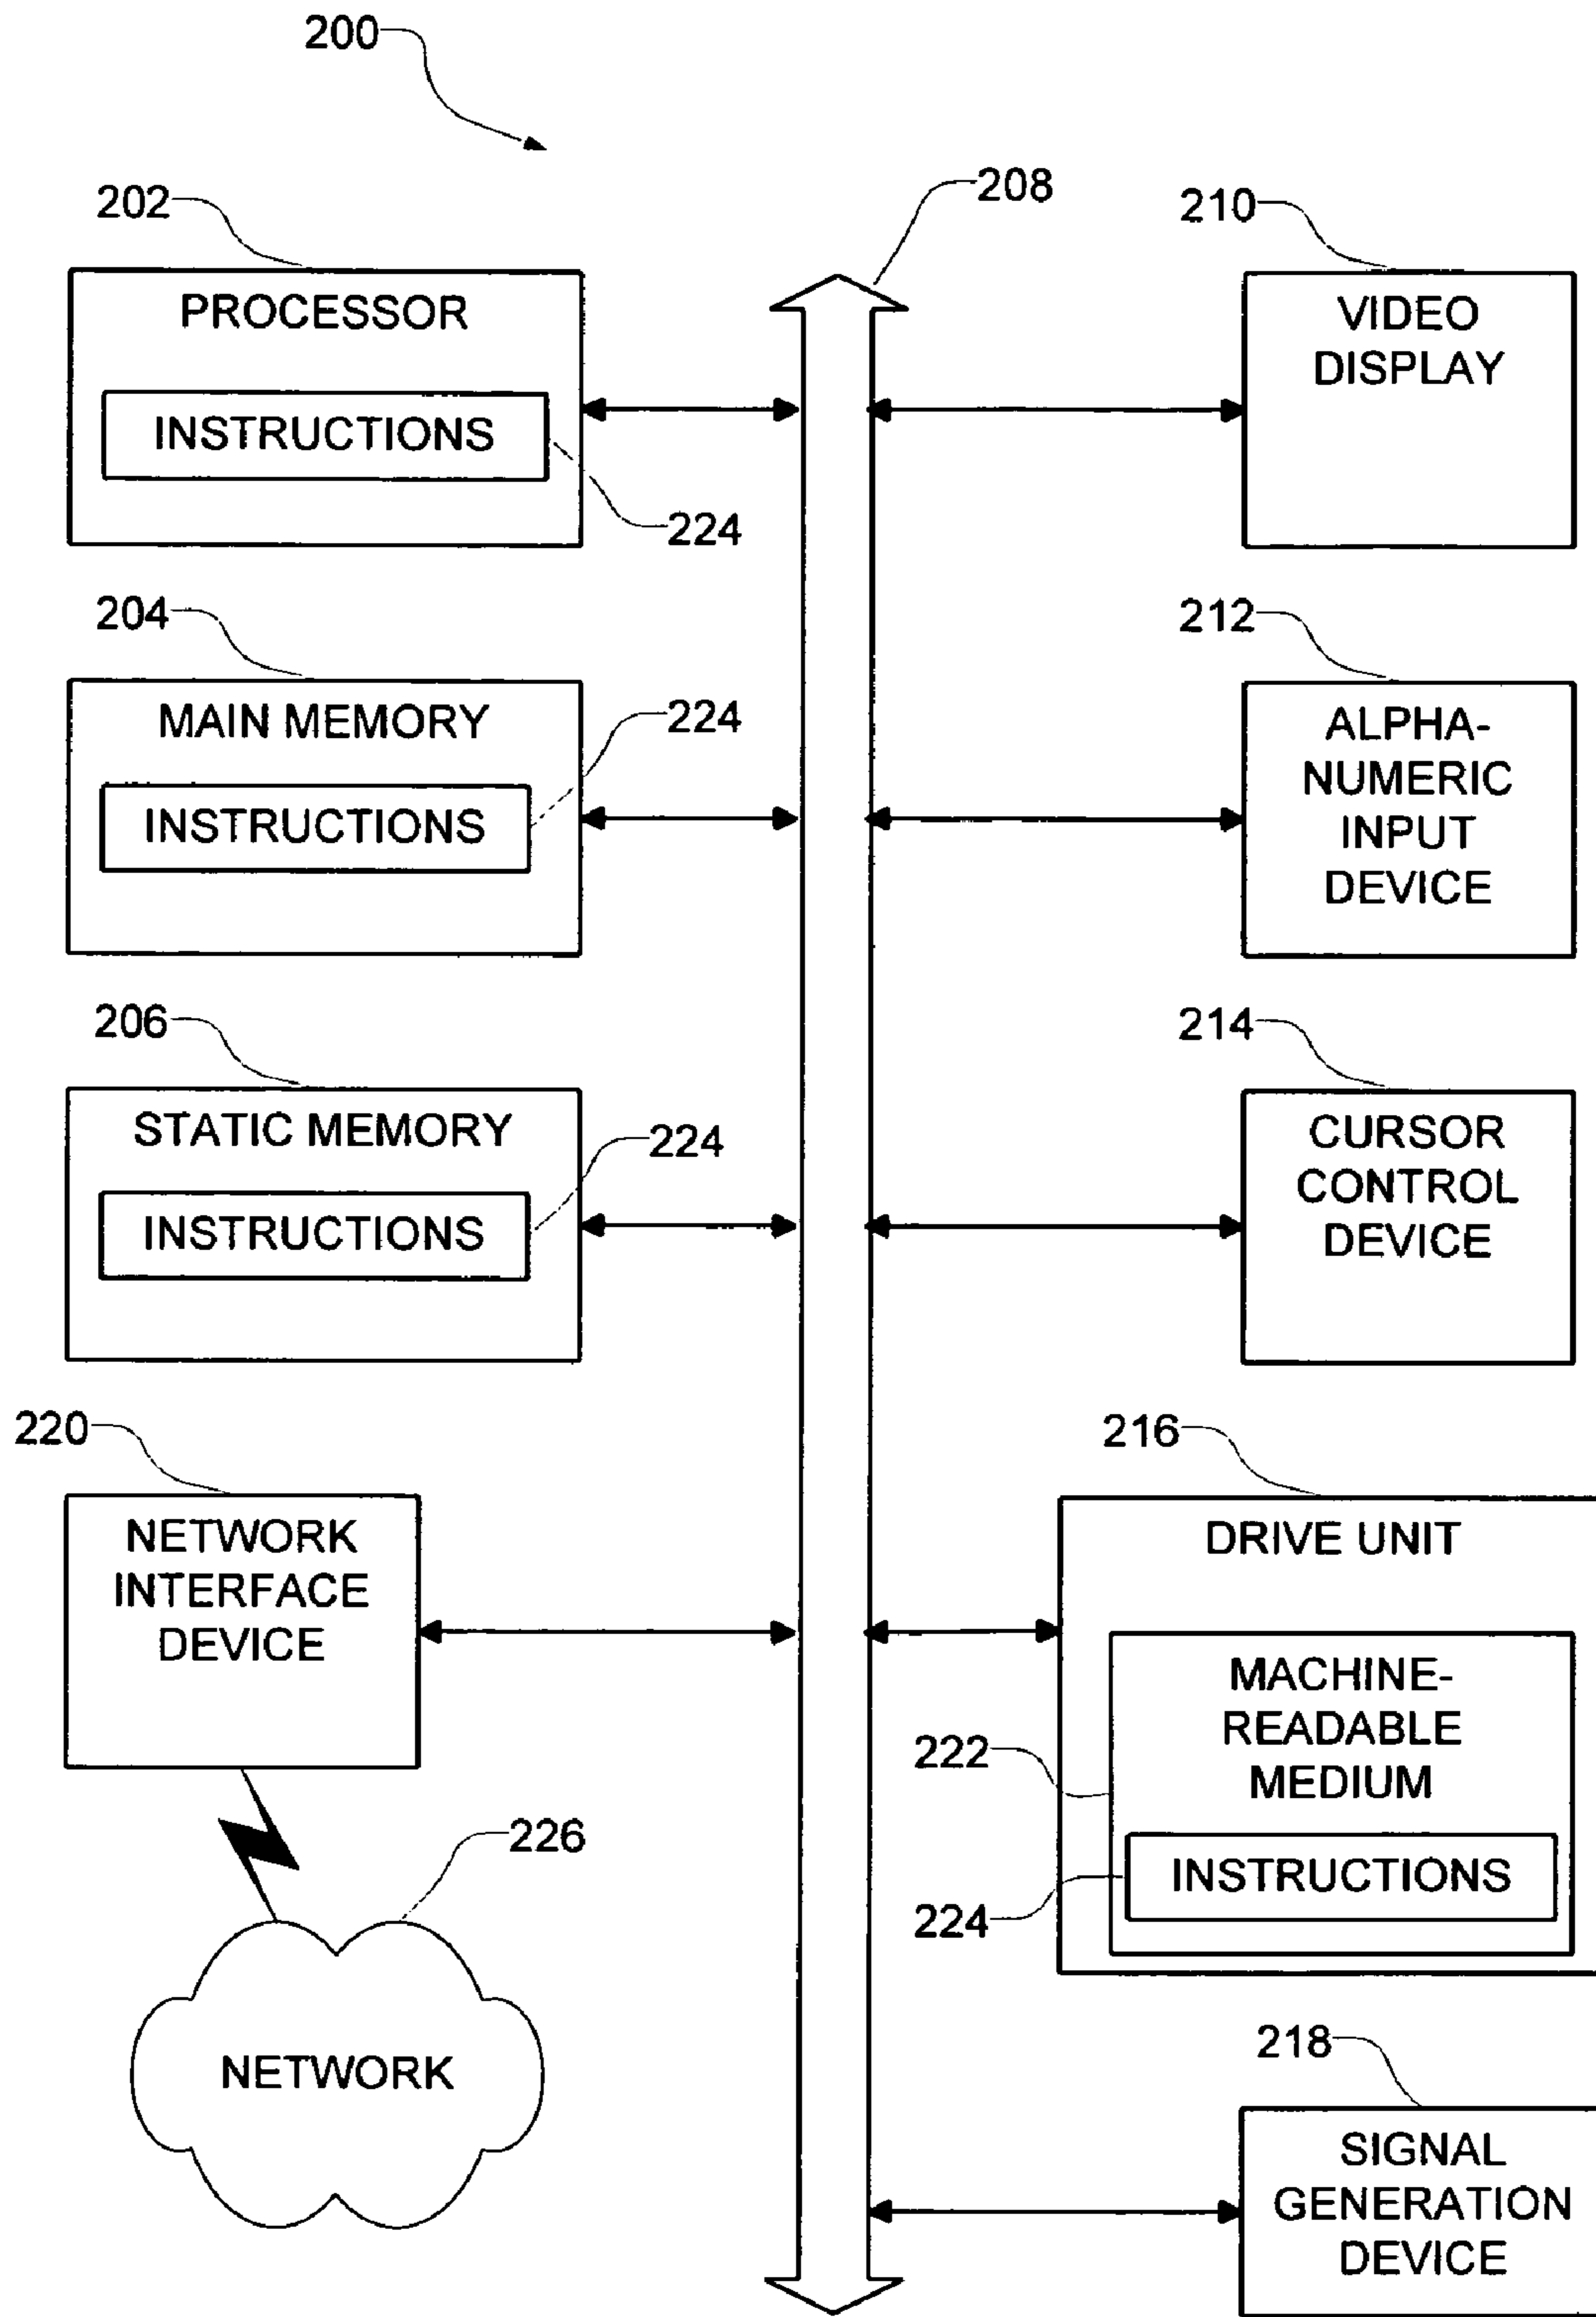 200
208
202
PROCESSOR
INSTRUCTIONS
224
210
VIDEO
DISPLAY
204
MAIN MEMORY
224
INSTRUCTIONS
212
ALPHA-
NUMERIC
INPUT
DEVICE
206
STATIC MEMORY
224
INSTRUCTIONS
214
CURSOR
CONTROL
DEVICE
220
NETWORK
INTERFACE
DEVICE
216
DRIVE UNIT
222
MACHINE-
READABLE
MEDIUM
224
INSTRUCTIONS
226
NETWORK
218
SIGNAL
GENERATION
DEVICE